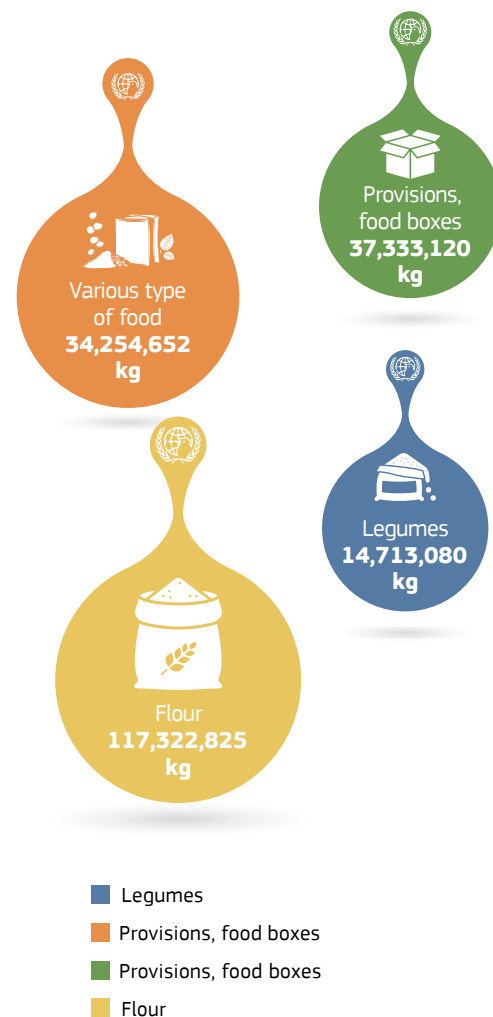 Various type
of food
34,254,652
kg
Provisions,
food boxes
37,333,120
kg
Flour
117,322,825
kg
Legumes
14,713,080
kg
Legumes
Provisions, food boxes
Provisions, food boxes
Flour